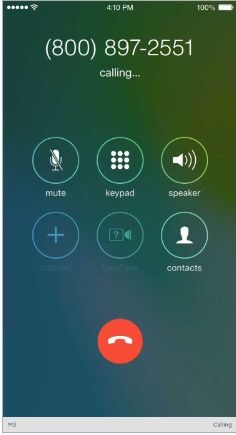 4:10 PM 100%
(800) 897-2551
calling...
mute keypad speaker
add call FaceTime contacts
M3 Calling